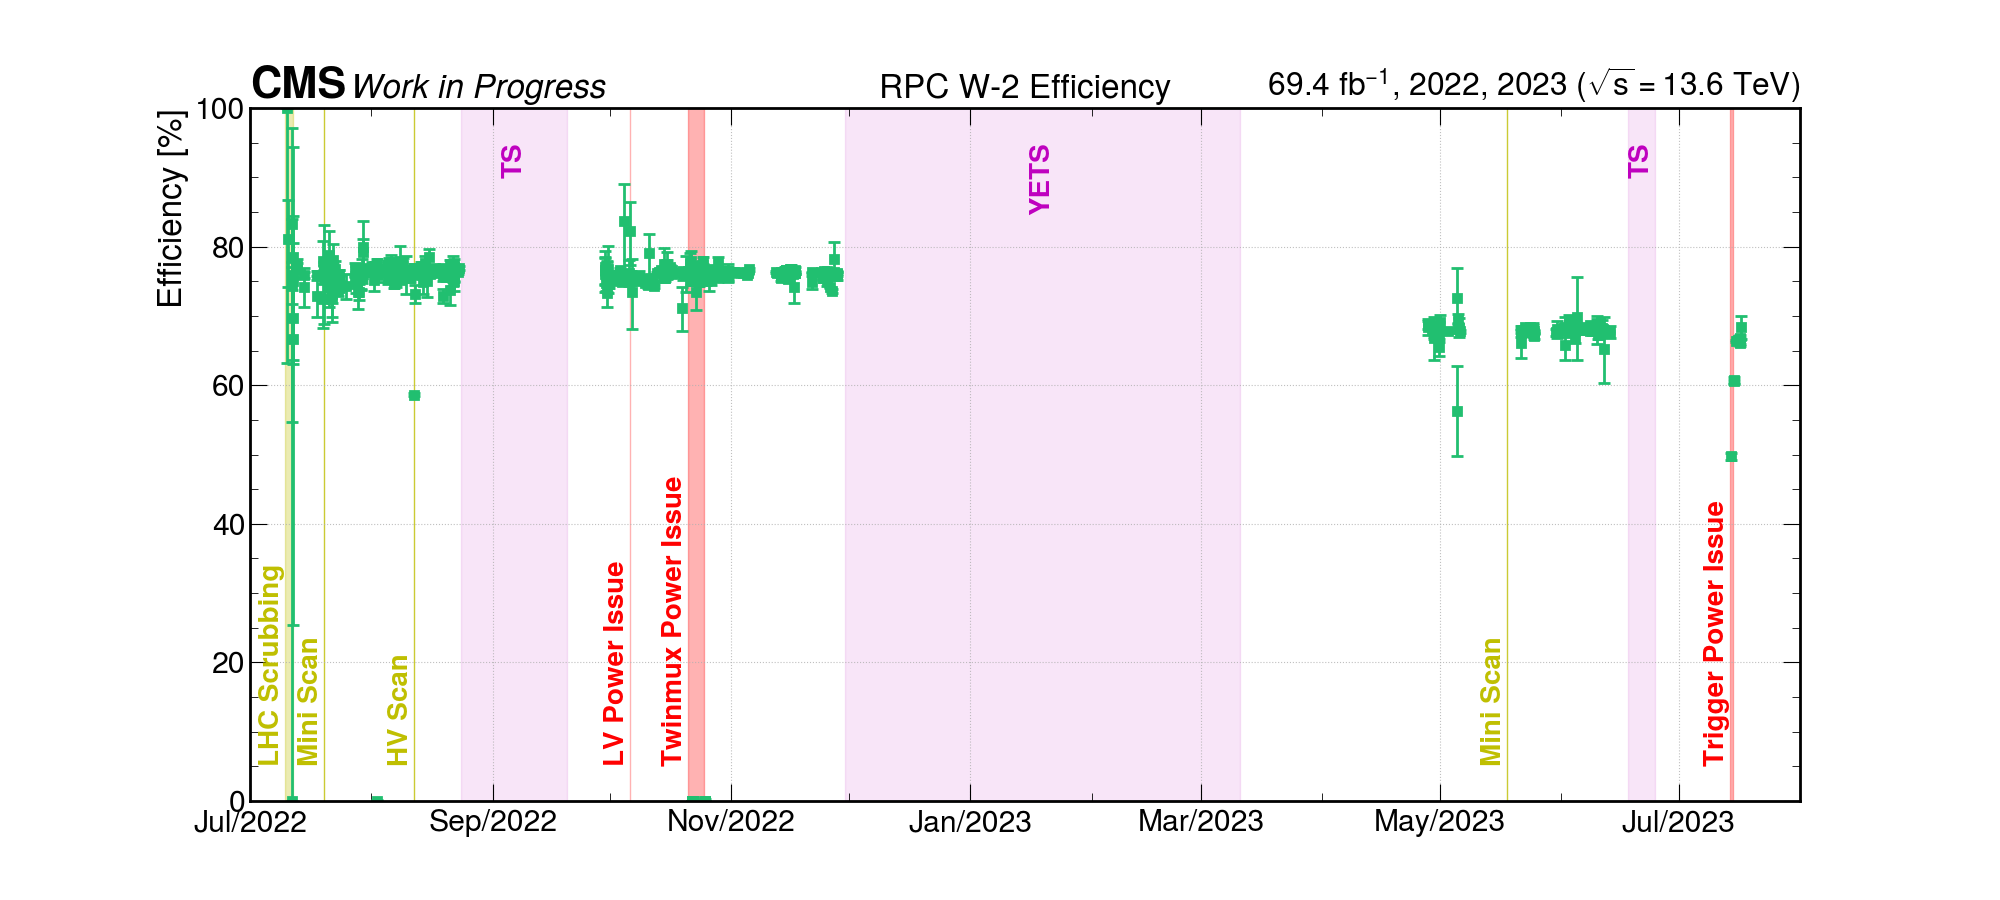 CMS Work in Progress RPC W-2 Efficiency 69.4 fb⁻¹, 2022, 2023 (√s = 13.6 TeV)
Efficiency [%]
100
80
60
40
20
0
LHC Scrubbing
Mini Scan
HV Scan
TS
LV Power Issue
Twinmux Power Issue
YETS
Mini Scan
TS
Trigger Power Issue
Jul/2022 Sep/2022 Nov/2022 Jan/2023 Mar/2023 May/2023 Jul/2023